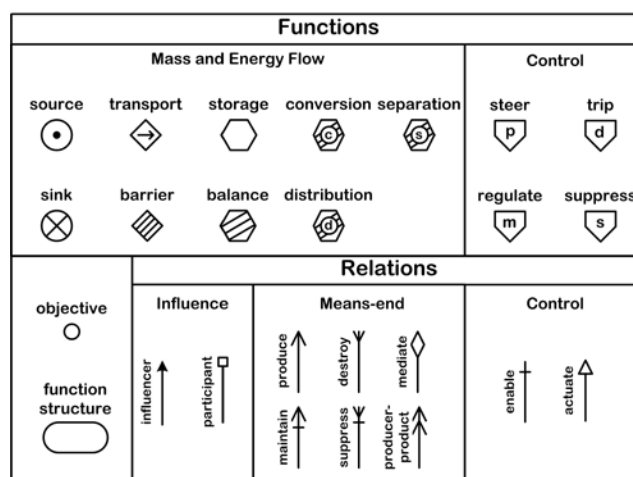 Functions
Mass and Energy Flow
Control
source transport storage conversion separation
steer trip
c s
p d
sink barrier balance distribution
regulate suppress
d
m s
Relations
objective
function
structure
Influence
influencer
participant
Means-end
produce
destroy
mediate
maintain
suppress
producer-
product
Control
enable
actuate